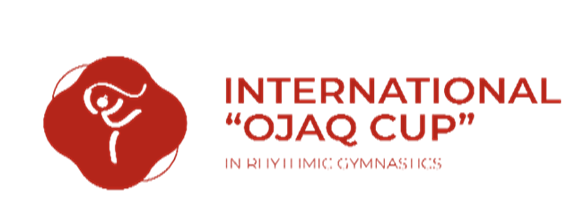 INTERNATIONAL
“OJAQ CUP”
IN RHYTHMIC GYMNASTICS